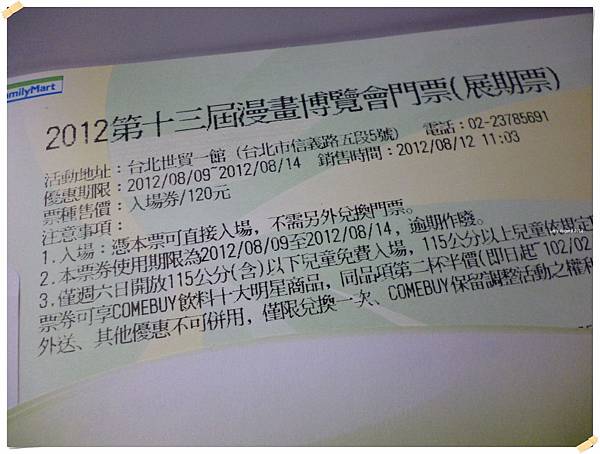 FamilyMart
2012第十三屆漫畫博覽會門票(展期票)
活動地址：台北世貿一館 (台北市信義路五段5號)  電話：02-23785691
優惠期限：2012/08/09~2012/08/14  銷售時間：2012/08/12 11:03
票種售價：入場券/120元
注意事項：
1.入場：憑本票可直接入場，不需另外兌換門票。
2.本票券使用期限為2012/08/09至2012/08/14，逾期作廢。
3.僅週六日開放115公分(含)以下兒童免費入場，115公分以上兒童依相定
票券可享COMEBUY飲料十大明星商品，同品項第二杯半價(即日起~102/02
外送、其他優惠不可併用，僅限兌換一次、COMEBUY保留調整活動之權利